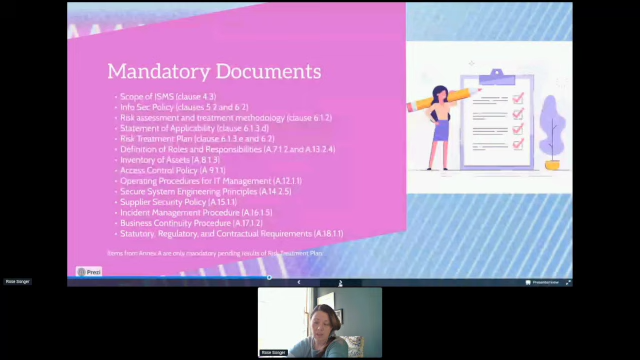 Mandatory Documents
• Scope of ISMS (clause 4.3)
• Info Sec Policy (clauses 5.2 and 6.2)
• Risk assessment and treatment methodology (clause 6.1.2)
• Statement of Applicability (clause 6.1.3.d)
• Risk Treatment Plan (clause 6.1.3.e and 6.2)
• Definition of Roles and Responsibilities (A.7.1.2 and A.13.2.4)
• Inventory of Assets (A.8.1.3)
• Access Control Policy (A.9.1.1)
• Operating Procedures for IT Management (A.12.1.1)
• Secure System Engineering Principles (A.14.2.5)
• Supplier Security Policy (A.15.1.1)
• Incident Management Procedure (A.16.1.5)
• Business Continuity Procedure (A.17.1.2)
• Statutory, Regulatory, and Contractual Requirements (A.18.1.1)
Items from Annex A are only mandatory pending results of Risk Treatment Plan
Prezi